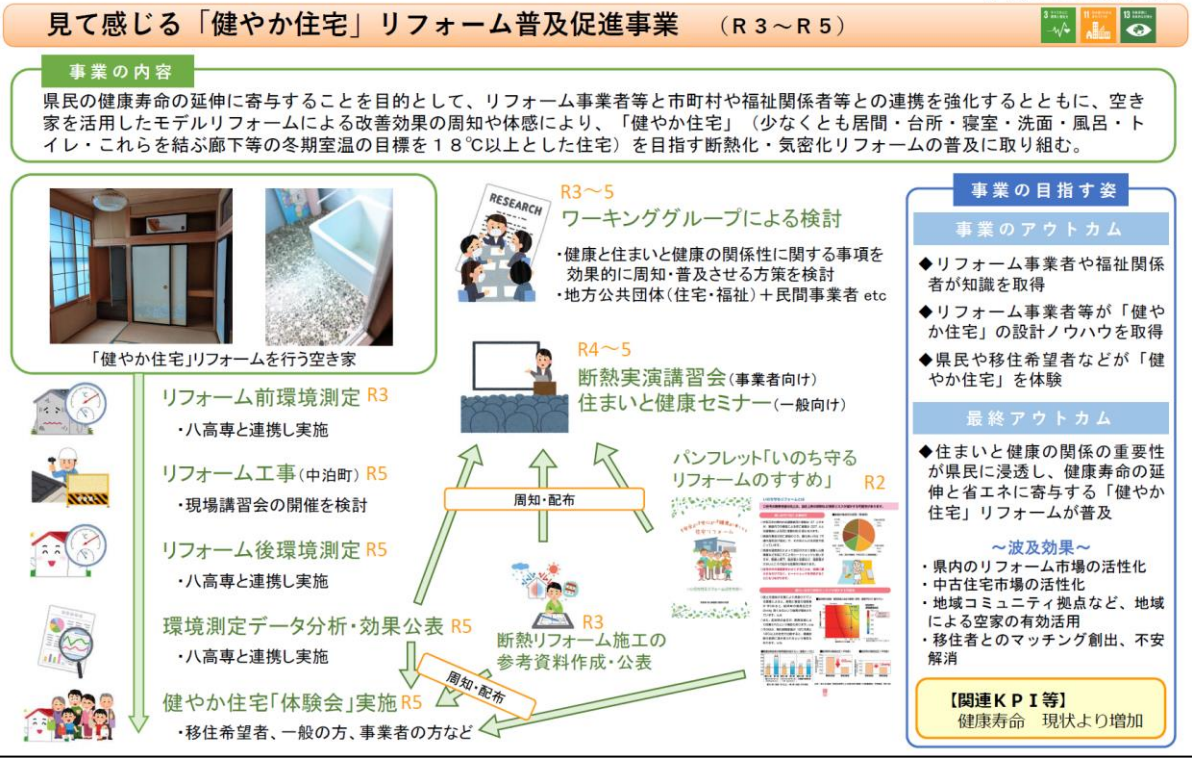 見て感じる「健やか住宅」リフォーム普及促進事業 （Ｒ３～Ｒ５）
3
11
13
事業の内容
県民の健康寿命の延伸に寄与することを目的として、リフォーム事業者等と市町村や福祉関係者等との連携を強化するとともに、空き
家を活用したモデルリフォームによる改善効果の周知や体感により、「健やか住宅」（少なくとも居間・台所・寝室・洗面・風呂・ト
イレ・これらを結ぶ廊下等の冬期室温の目標を１８℃以上とした住宅）を目指す断熱化・気密化リフォームの普及に取り組む。
「健やか住宅」リフォームを行う空き家
リフォーム前環境測定 R3
・八高専と連携し実施
リフォーム工事(中泊町) R5
・現場講習会の開催を検討
リフォーム後環境測定 R5
・八高専と連携し実施
環境測定データ分析・効果公表 R5
・八高専と連携し実施
健やか住宅「体験会」実施 R5
・移住希望者、一般の方、事業者の方など
RESEARCH
R3～5
ワーキンググループによる検討
・健康と住まいと健康の関係性に関する事項を
効果的に周知・普及させる方策を検討
・地方公共団体（住宅・福祉）＋民間事業者 etc
R4～5
断熱実演講習会(事業者向け)
住まいと健康セミナー(一般向け)
周知・配布
R3
断熱リフォーム施工の
参考資料作成・公表
周知・配布
パンフレット「いのち守る
リフォームのすすめ」 R2
事業の目指す姿
事業のアウトカム
◆リフォーム事業者や福祉関係
者が知識を取得
◆リフォーム事業者等が「健や
か住宅」の設計ノウハウを取得
◆県民や移住希望者などが「健
やか住宅」を体験
最終アウトカム
◆住まいと健康の関係の重要性
が県民に浸透し、健康寿命の延
伸と省エネに寄与する「健やか
住宅」リフォームが普及
～波及効果～
・県内のリフォーム市場の活性化
・中古住宅市場の活性化
・地域コミュニティ拠点など、地域
による空家の有効活用
・移住者とのマッチング創出、不安
解消
【関連ＫＰＩ等】
健康寿命　現状より増加